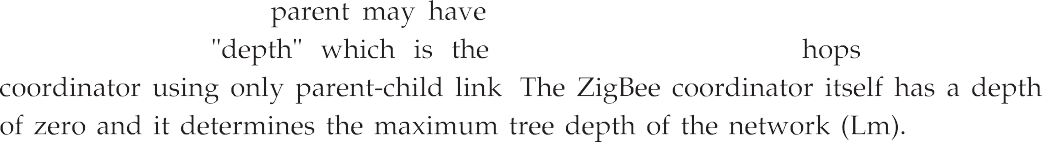 parent may have
"depth" which is the hops
coordinator using only parent-child link The ZigBee coordinator itself has a depth
of zero and it determines the maximum tree depth of the network (Lm).